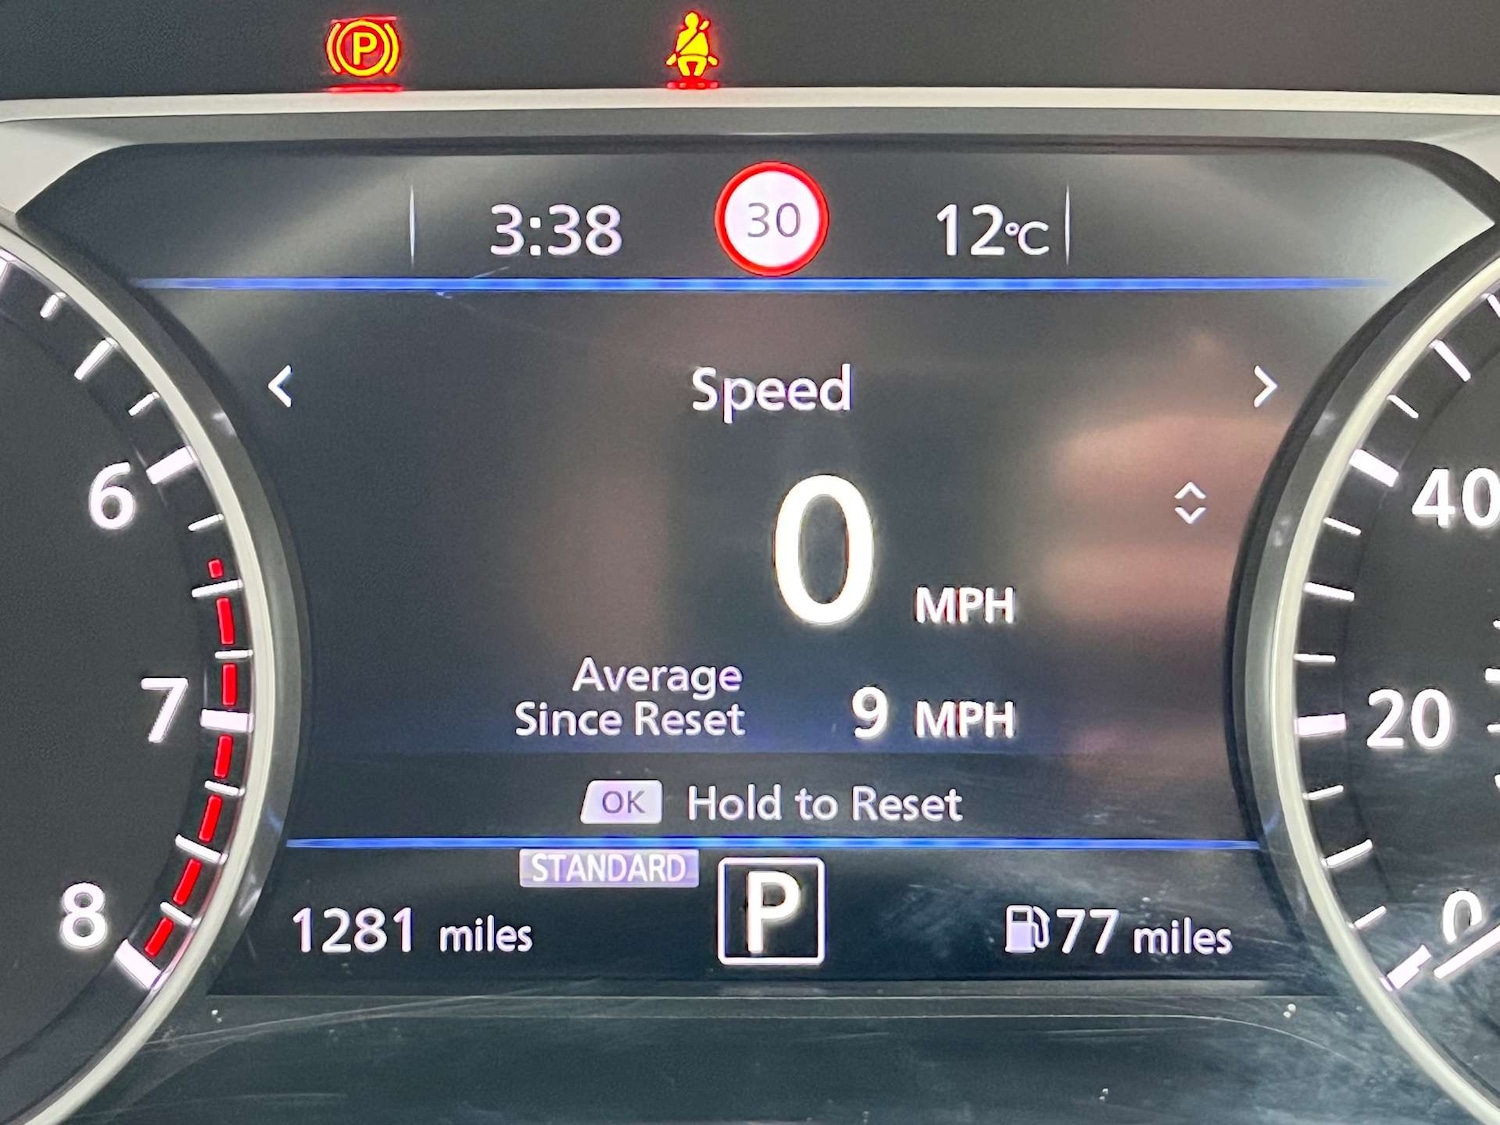 P
3:38 30 12°C
< Speed >
6 0 MPH 40
Average
Since Reset 9 MPH
7 20
OK Hold to Reset
STANDARD
8 1281 miles P 77 miles 0